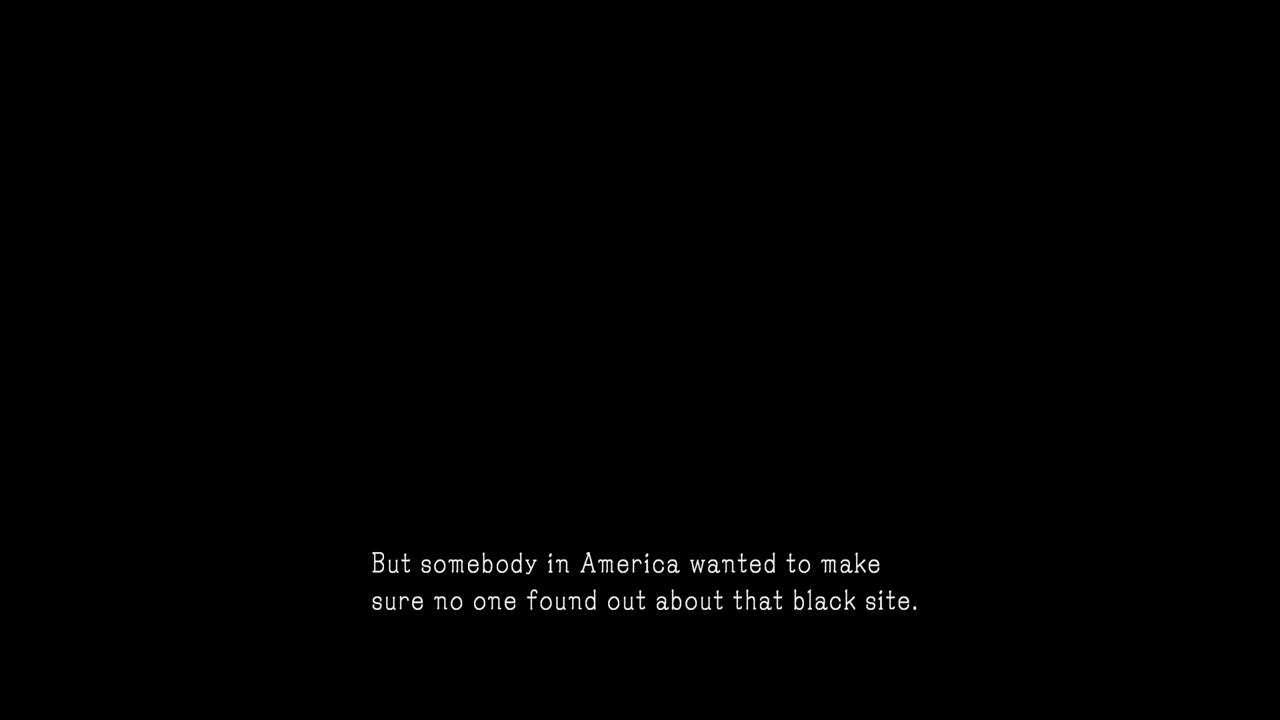 But somebody in America wanted to make
sure no one found out about that black site.